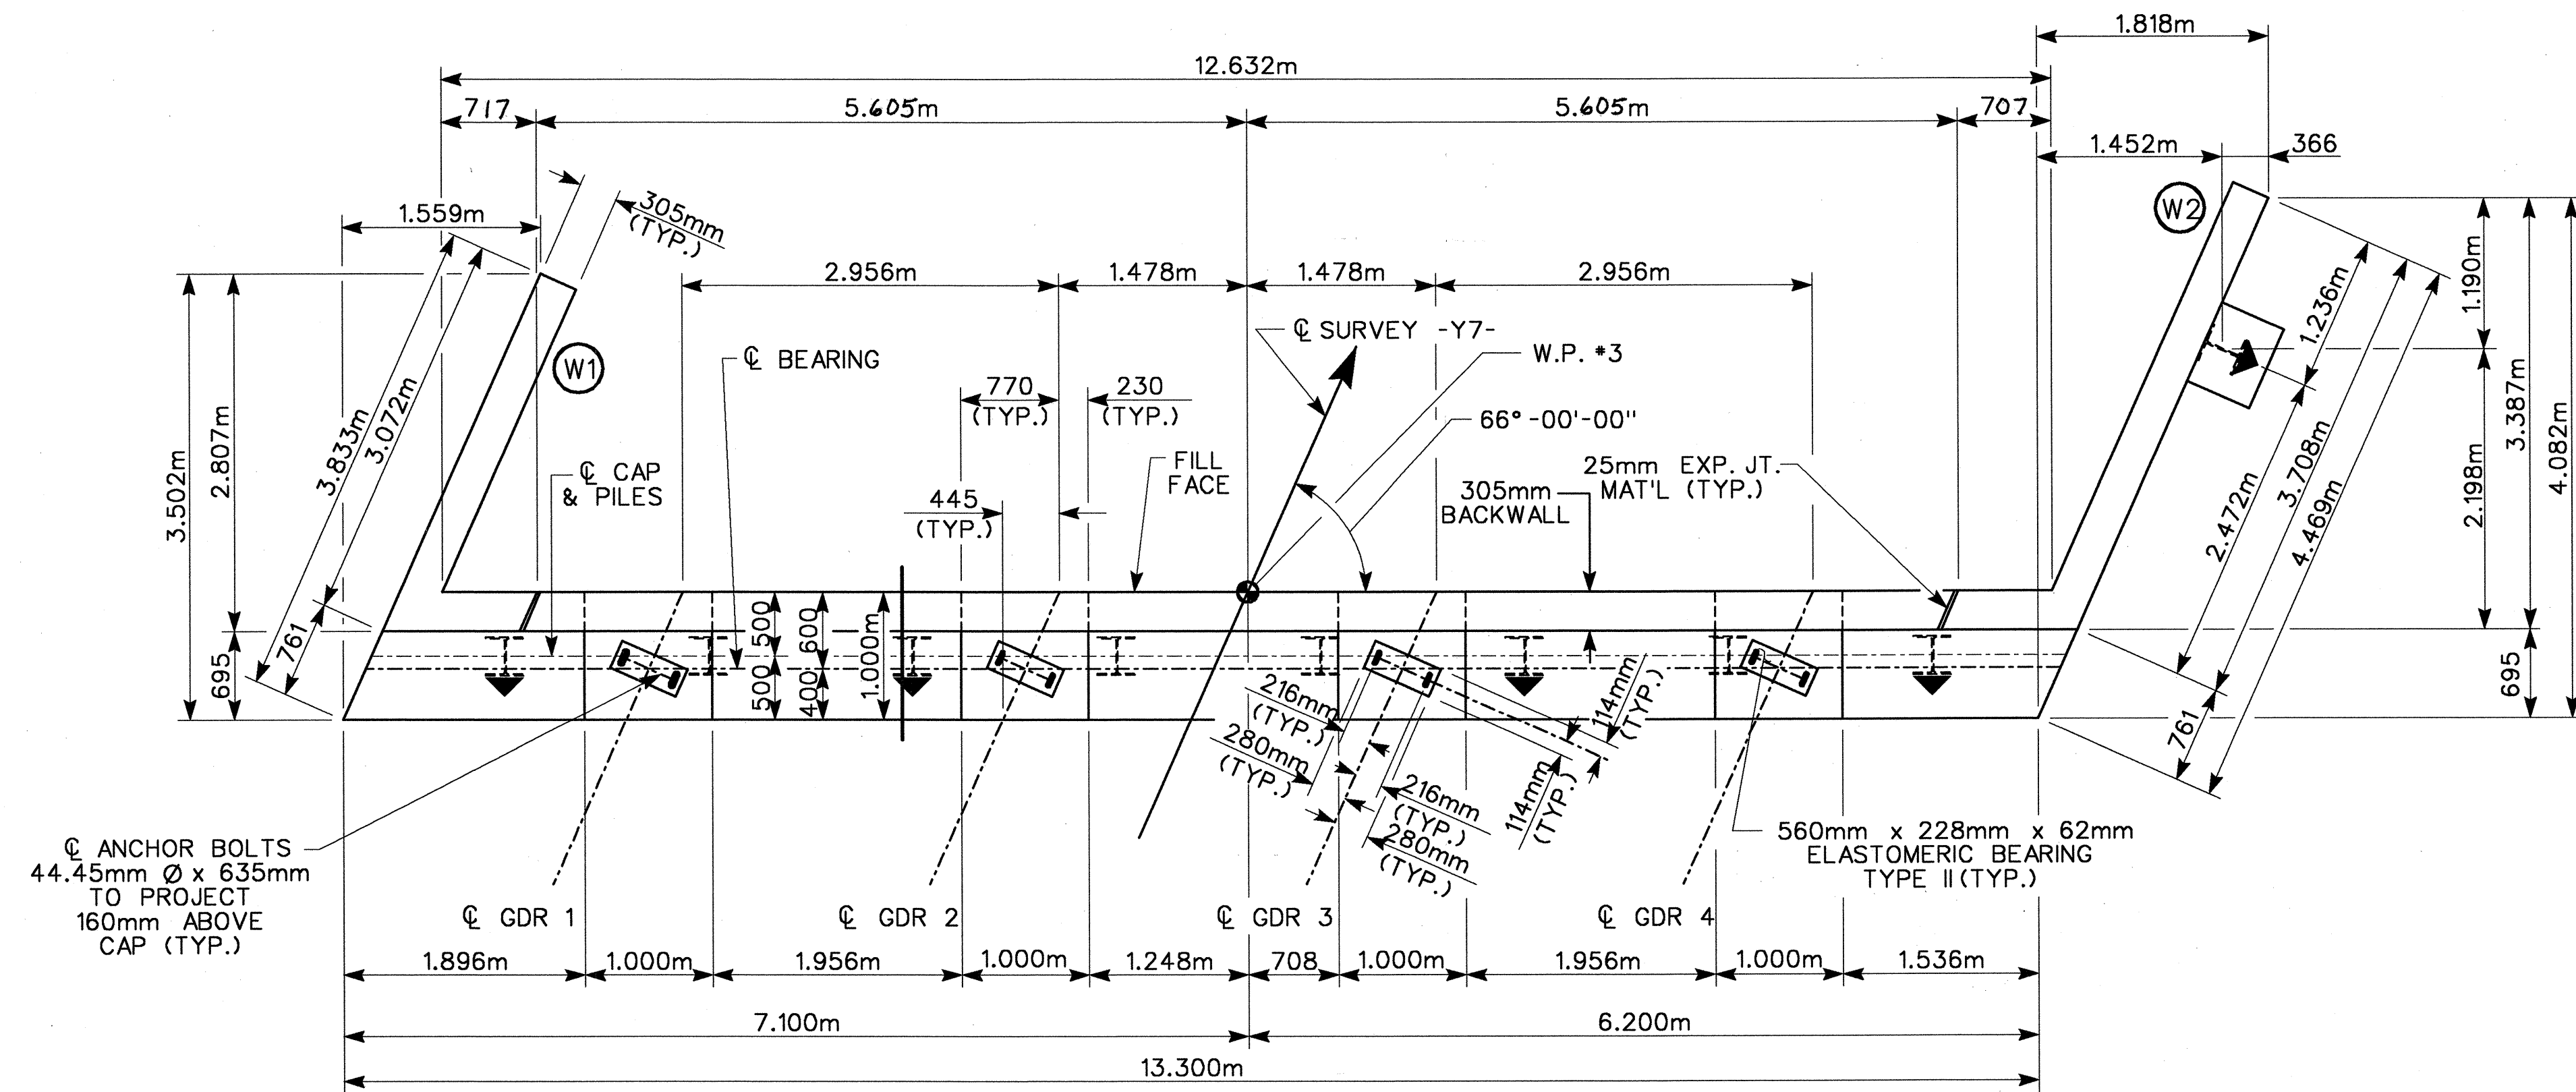 1.818m
12.632m
717
5.605m
5.605m
707
1.452m
366
305mm
(TYP.)
W2
1.559m
2.956m
1.478m
1.478m
2.956m
℄ SURVEY -Y7-
W.P. #3
℄ BEARING
W1
770
(TYP.)
230
(TYP.)
66°-00'-00"
1.190m
1.236m
3.387m
4.082m
3.502m
2.807m
3.833m
3.072m
℄ CAP
& PILES
FILL
FACE
25mm EXP. JT.
MAT'L (TYP.)
305mm
BACKWALL
445
(TYP.)
2.198m
2.472m
3.708m
4.469m
695
761
500
500
600
400
1.000m
216mm
(TYP.)
280mm
(TYP.)
114mm
(TYP.)
114mm
(TYP.)
216mm
(TYP.)
280mm
(TYP.)
695
761
℄ ANCHOR BOLTS
44.45mm Ø x 635mm
TO PROJECT
160mm ABOVE
CAP (TYP.)
560mm x 228mm x 62mm
ELASTOMERIC BEARING
TYPE II (TYP.)
℄ GDR 1
℄ GDR 2
℄ GDR 3
℄ GDR 4
1.896m
1.000m
1.956m
1.000m
1.248m
708
1.000m
1.956m
1.000m
1.536m
7.100m
6.200m
13.300m